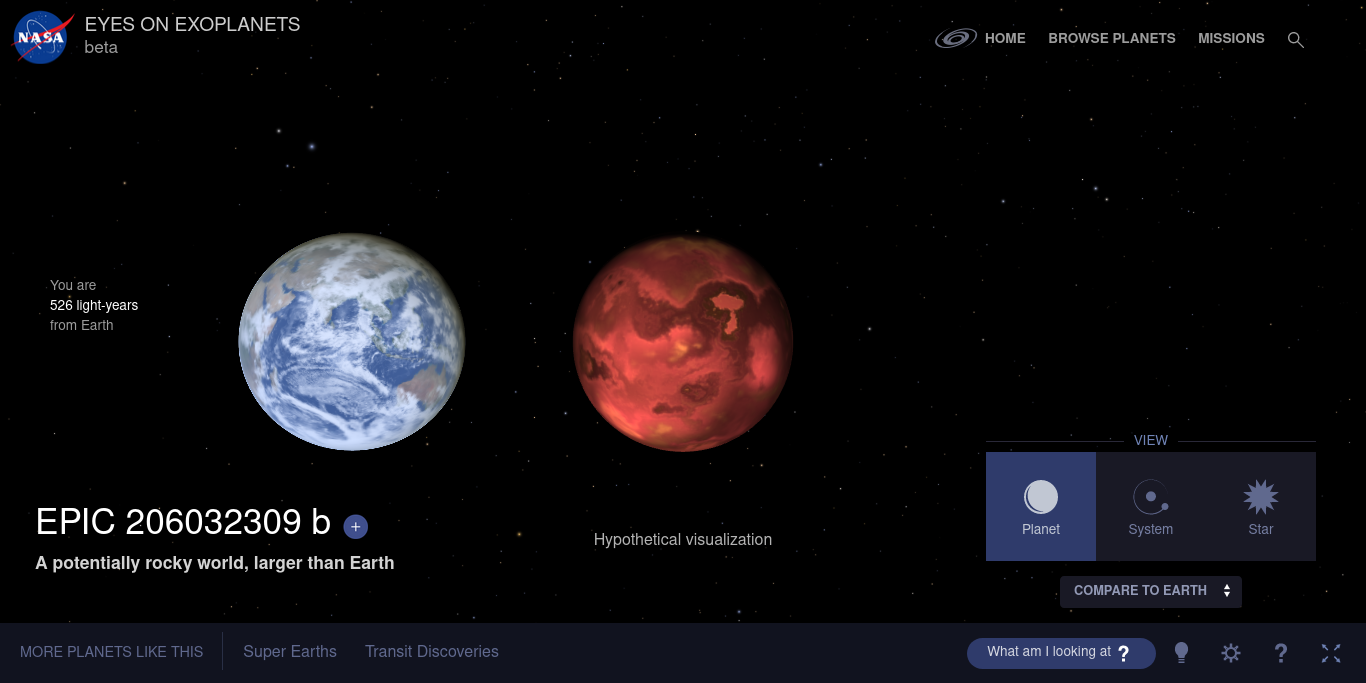 NASA
EYES ON EXOPLANETS
beta
HOME
BROWSE PLANETS
MISSIONS
You are
526 light-years
from Earth
EPIC 206032309 b +
A potentially rocky world, larger than Earth
Hypothetical visualization
VIEW
Planet
System
Star
COMPARE TO EARTH
MORE PLANETS LIKE THIS
Super Earths
Transit Discoveries
What am I looking at ?
?